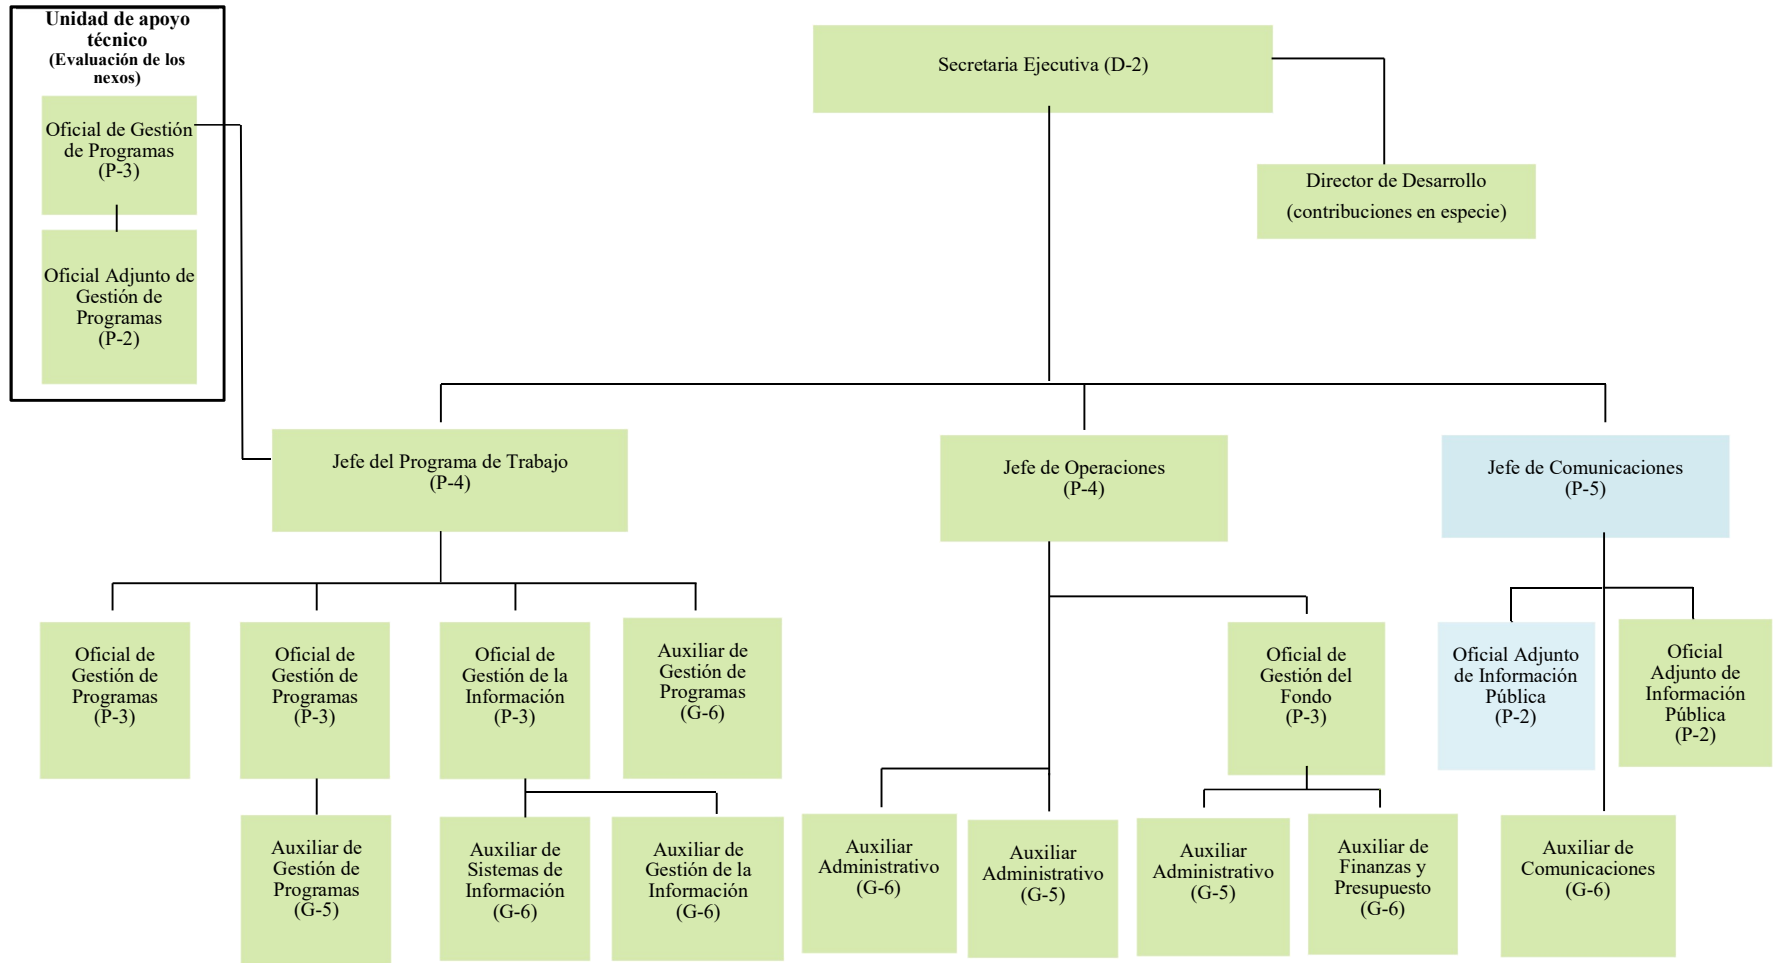 Unidad de apoyo
técnico
(Evaluación de los
nexos)
Oficial de Gestión
de Programas
(P-3)
Oficial Adjunto de
Gestión de
Programas
(P-2)
Secretaria Ejecutiva (D-2)
Director de Desarrollo
(contribuciones en especie)
Jefe del Programa de Trabajo
(P-4)
Jefe de Operaciones
(P-4)
Jefe de Comunicaciones
(P-5)
Oficial de
Gestión de
Programas
(P-3)
Oficial de
Gestión de
Programas
(P-3)
Oficial de
Gestión de la
Información
(P-3)
Auxiliar de
Gestión de
Programas
(G-6)
Oficial de
Gestión del
Fondo
(P-3)
Oficial Adjunto
de Información
Pública
(P-2)
Oficial
Adjunto de
Información
Pública
(P-2)
Auxiliar de
Gestión de
Programas
(G-5)
Auxiliar de
Sistemas de
Información
(G-6)
Auxiliar de
Gestión de la
Información
(G-6)
Auxiliar
Administrativo
(G-6)
Auxiliar
Administrativo
(G-5)
Auxiliar
Administrativo
(G-5)
Auxiliar de
Finanzas y
Presupuesto
(G-6)
Auxiliar de
Comunicaciones
(G-6)